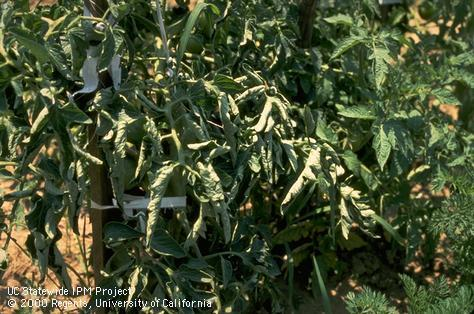 UC Statewide IPM Project
© 2000 Regents, University of California